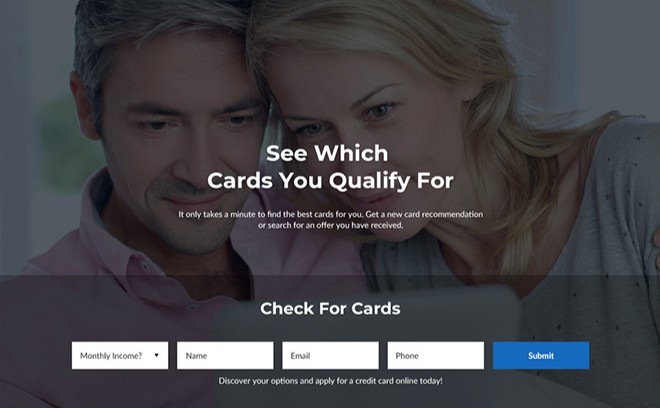 See Which
Cards You Qualify For
It only takes a minute to find the best cards for you. Get a new card recommendation
or search for an offer you have received.
Check For Cards
Monthly Income? Name Email Phone Submit
Discover your options and apply for a credit card online today!